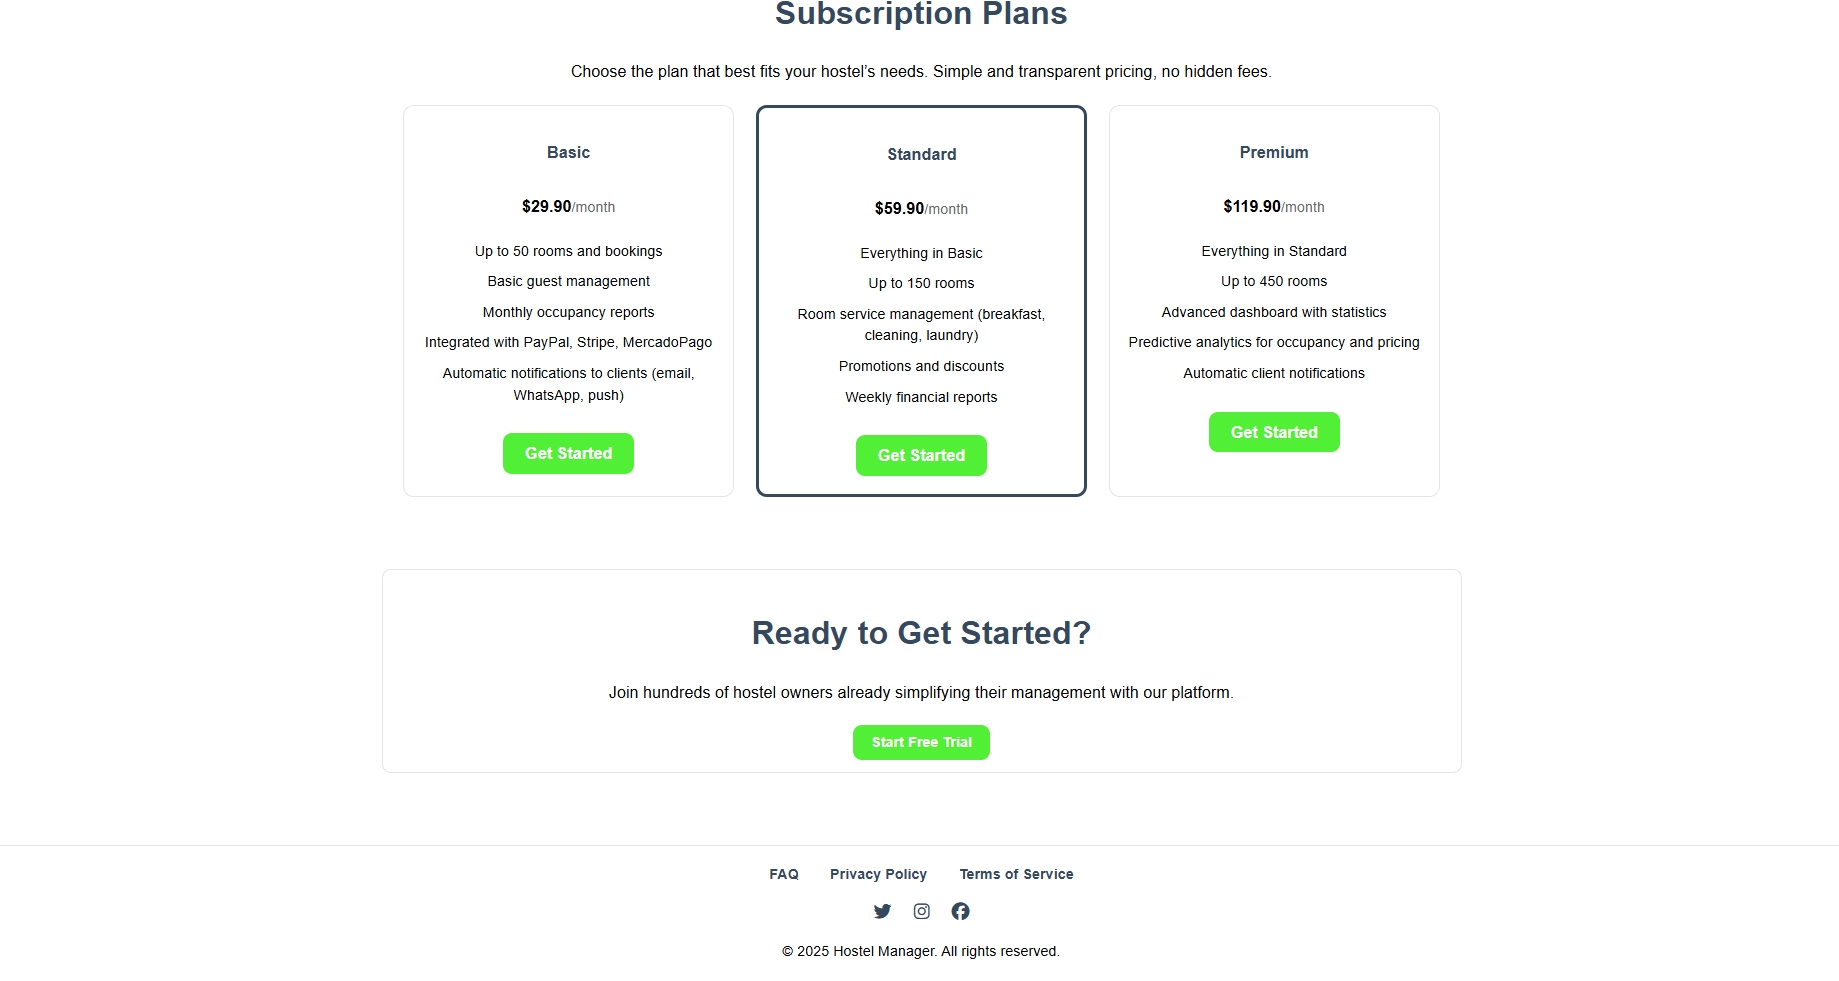 Subscription Plans
Choose the plan that best fits your hostel’s needs. Simple and transparent pricing, no hidden fees.
Basic
$29.90/month
Up to 50 rooms and bookings
Basic guest management
Monthly occupancy reports
Integrated with PayPal, Stripe, MercadoPago
Automatic notifications to clients (email,
WhatsApp, push)
Get Started
Standard
$59.90/month
Everything in Basic
Up to 150 rooms
Room service management (breakfast,
cleaning, laundry)
Promotions and discounts
Weekly financial reports
Get Started
Premium
$119.90/month
Everything in Standard
Up to 450 rooms
Advanced dashboard with statistics
Predictive analytics for occupancy and pricing
Automatic client notifications
Get Started
Ready to Get Started?
Join hundreds of hostel owners already simplifying their management with our platform.
Start Free Trial
FAQ Privacy Policy Terms of Service
© 2025 Hostel Manager. All rights reserved.